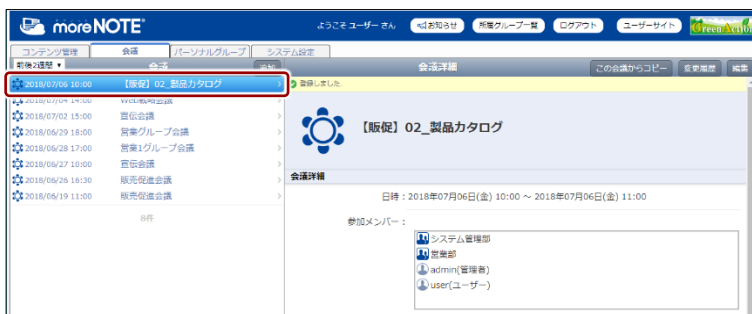 moreNOTE
ようこそ ユーザー さん
お知らせ
所属グループ一覧
ログアウト
ユーザーサイト
コンテンツ管理
会議
パーソナルグループ
システム設定
前後2週間 ▼
会議
追加
会議詳細
この会議からコピー
変更履歴
編集
2018/07/06 10:00 【販促】02_製品カタログ
2018/07/04 14:00 WEB戦略会議
2018/07/02 15:00 宣伝会議
2018/06/29 18:00 営業グループ会議
2018/06/28 17:00 営業1グループ会議
2018/06/27 10:00 宣伝会議
2018/06/26 16:30 販売促進会議
2018/06/19 11:00 販売促進会議
8件
登録しました
【販促】02_製品カタログ
会議詳細
日時：2018年07月06日(金) 10:00 ～ 2018年07月06日(金) 11:00
参加メンバー：
システム管理部
営業部
admin(管理者)
user(ユーザー)